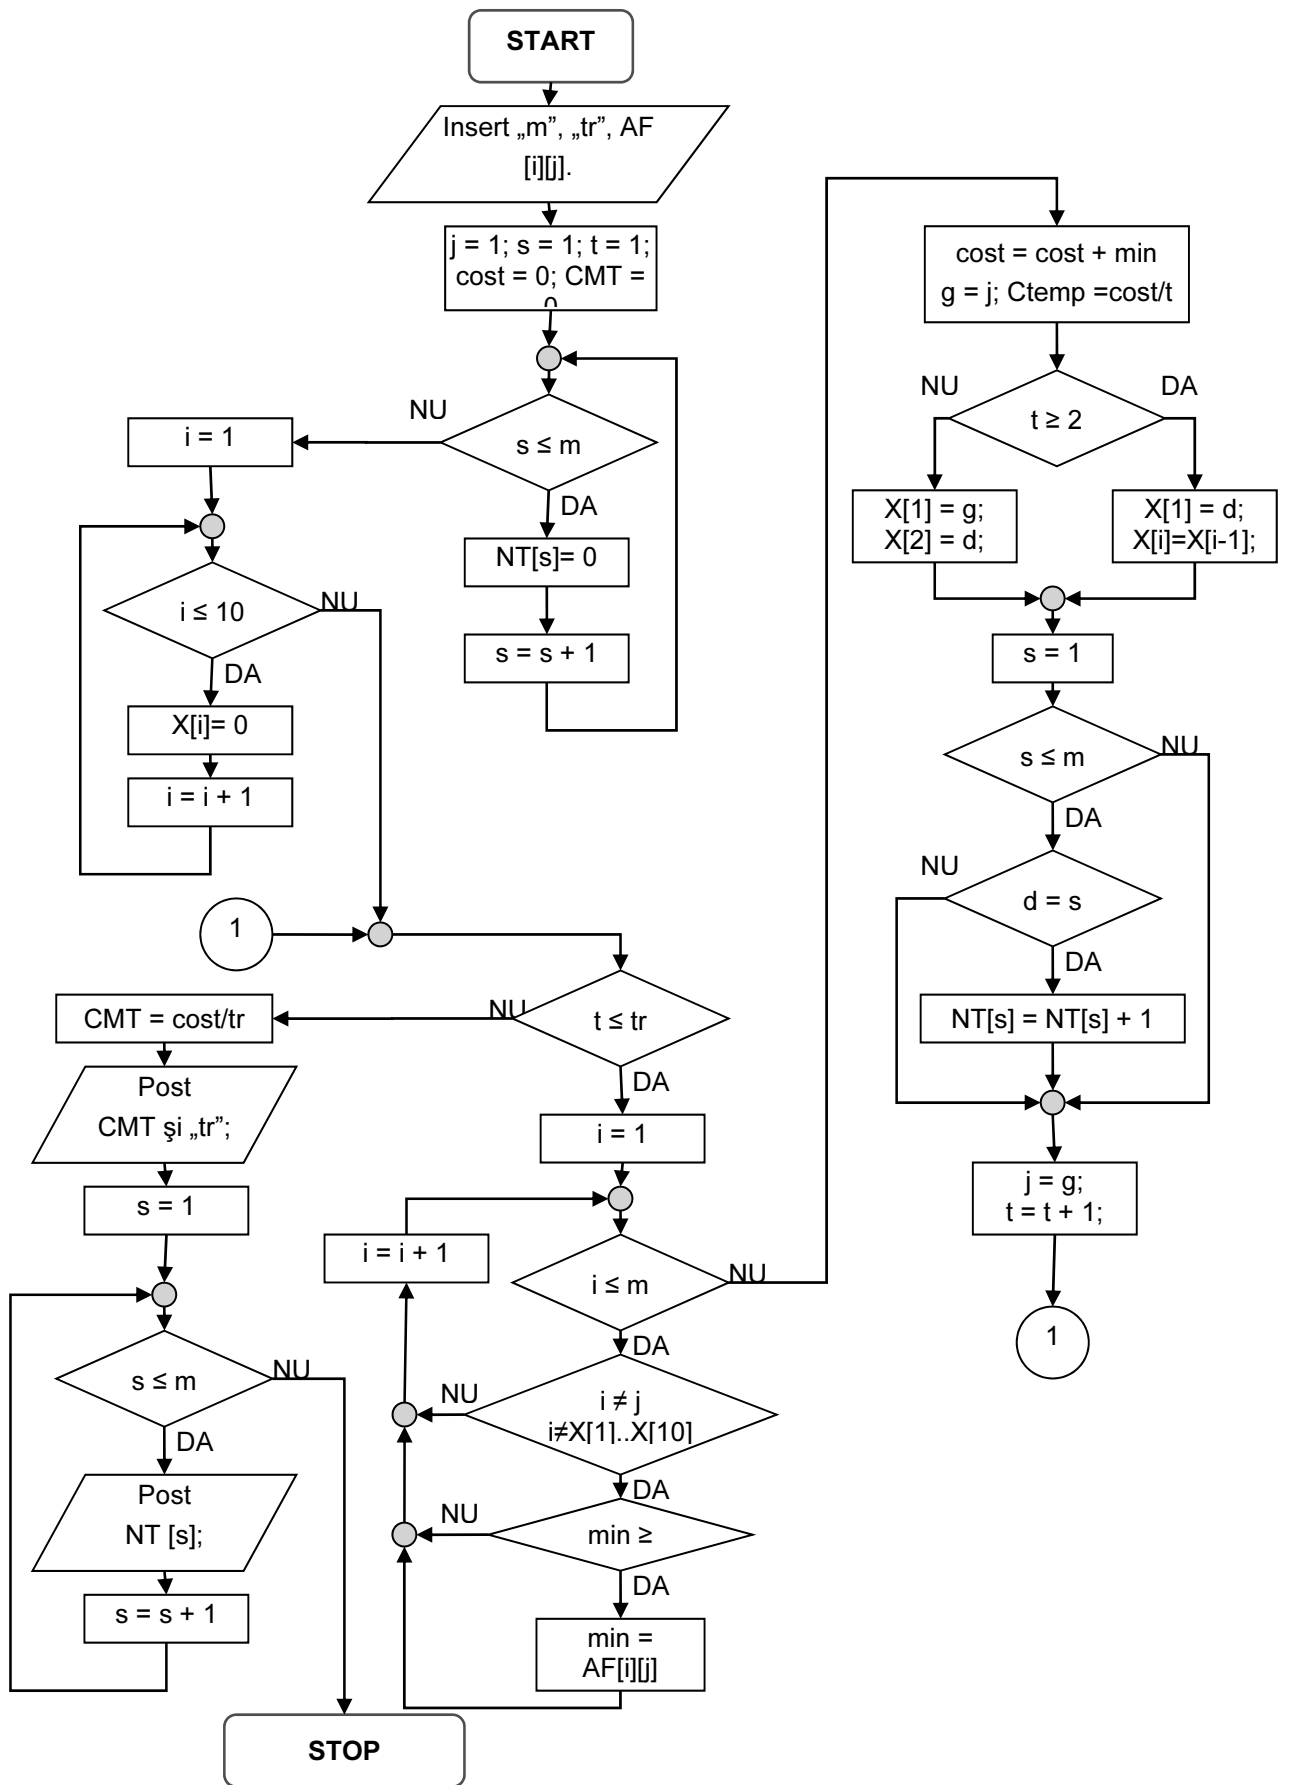 START
Insert „m”, „tr”, AF
[i][j].
j = 1; s = 1; t = 1;
cost = 0; CMT =
0
s ≤ m
NU
DA
NT[s]= 0
s = s + 1
i = 1
i ≤ 10
NU
DA
X[i]= 0
i = i + 1
1
t ≤ tr
NU
DA
CMT = cost/tr
Post
CMT şi „tr”;
s = 1
s ≤ m
NU
DA
Post
NT [s];
s = s + 1
STOP
i = 1
i = i + 1
i ≤ m
NU
DA
i ≠ j
i≠X[1]..X[10]
NU
DA
min ≥
NU
DA
min =
AF[i][j]
cost = cost + min
g = j; Ctemp =cost/t
NU
DA
t ≥ 2
X[1] = g;
X[2] = d;
X[1] = d;
X[i]=X[i-1];
s = 1
s ≤ m
NU
DA
NU
d = s
DA
NT[s] = NT[s] + 1
j = g;
t = t + 1;
1